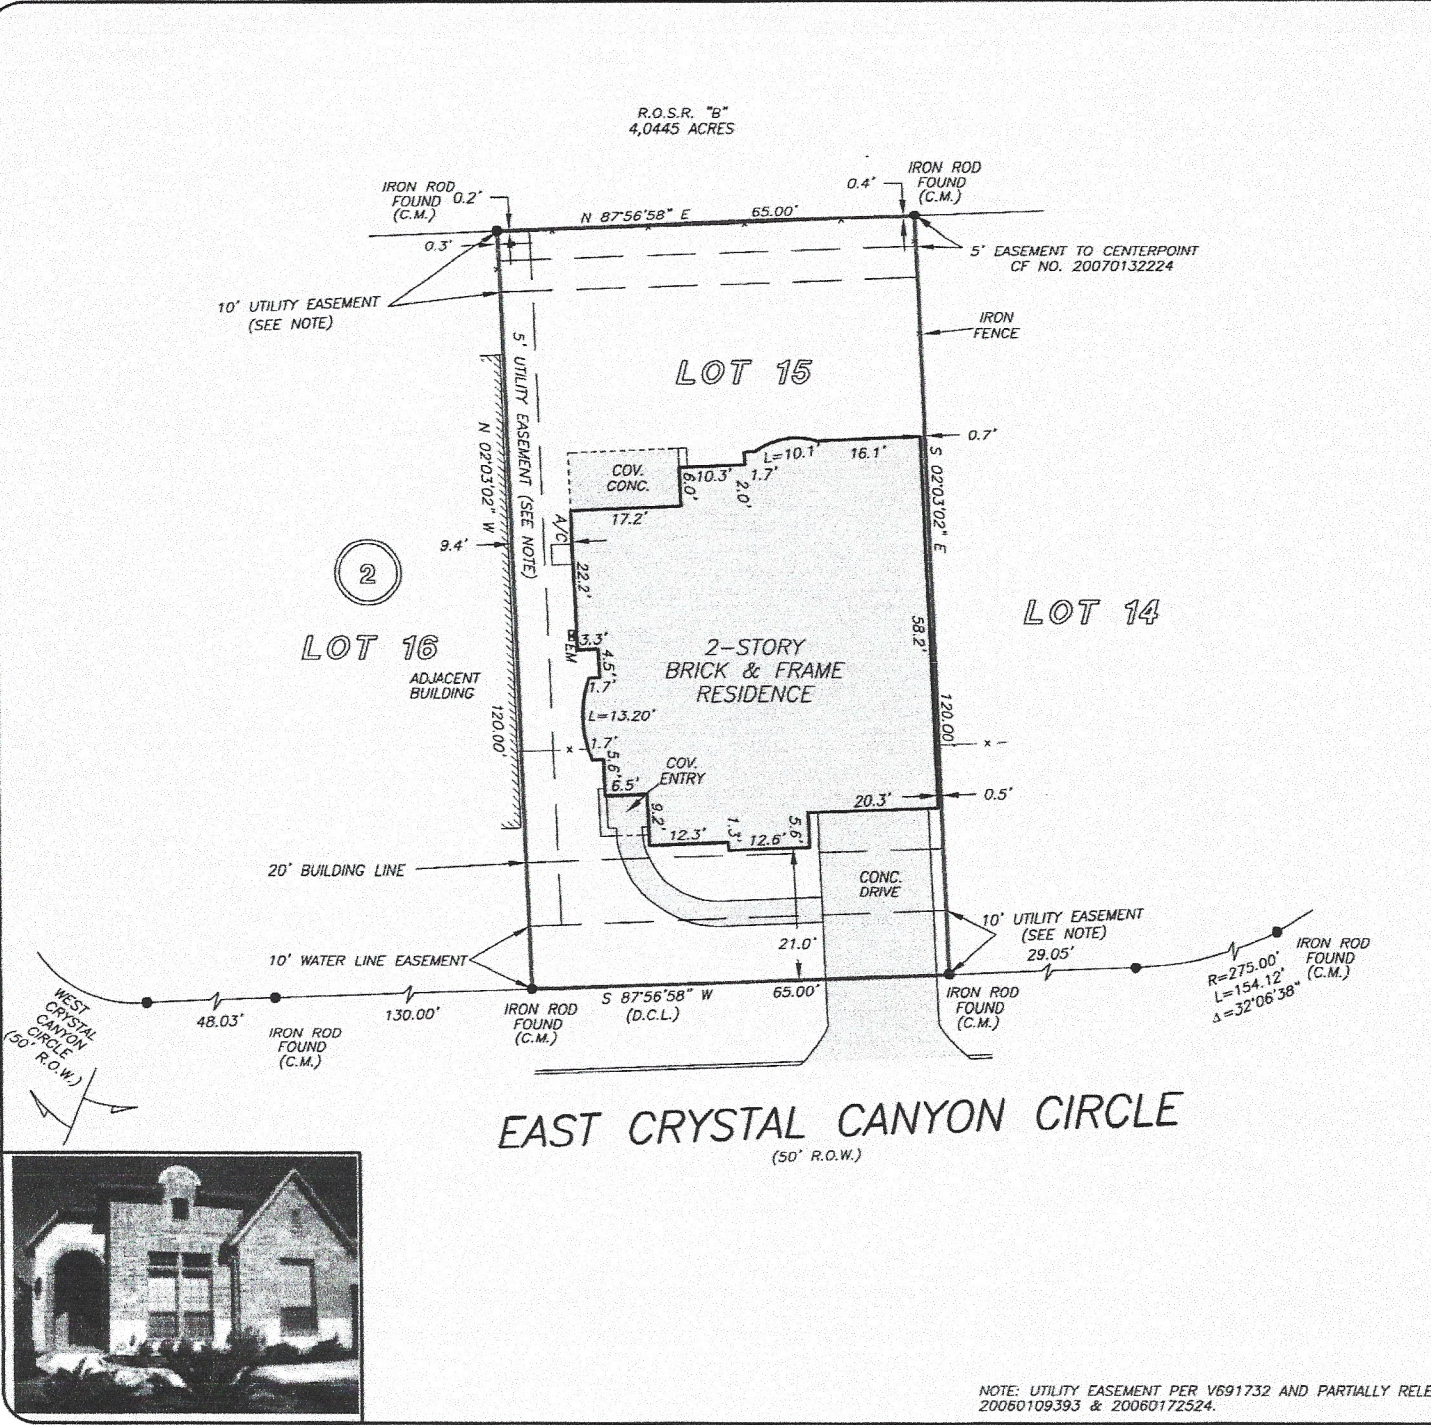 R.O.S.R. "B"
4,0445 ACRES
IRON ROD
FOUND
(C.M.)
0.2'
0.4'
IRON ROD
FOUND
(C.M.)
N 87°56'58" E
65.00'
0.3'
5' EASEMENT TO CENTERPOINT
CF NO. 20070132224
10' UTILITY EASEMENT
(SEE NOTE)
IRON
FENCE
5' UTILITY EASEMENT (SEE NOTE)
LOT 15
N 02°03'02" W
0.7'
S 02°03'02" E
L=10.1'
16.1'
COV.
CONC.
6.0'
10.3'
2.0'
1.7'
17.2'
A/C
9.4'
22.2'
2
LOT 16
ADJACENT
BUILDING
120.00'
LOT 14
58.2'
120.00'
2-STORY
BRICK & FRAME
RESIDENCE
EM
3.3'
4.5'
1.7'
L=13.20'
1.7'
5.6'
6.5'
COV.
ENTRY
20.3'
0.5'
9.2'
12.3'
1.3'
12.6'
5.6'
20' BUILDING LINE
CONC.
DRIVE
10' UTILITY EASEMENT
(SEE NOTE)
21.0'
10' WATER LINE EASEMENT
29.05'
R=275.00'
L=154.12'
Δ=32°06'38"
IRON ROD
FOUND
(C.M.)
WEST
CRYSTAL
CANYON
CIRCLE
(50' R.O.W.)
48.03'
IRON ROD
FOUND
(C.M.)
130.00'
IRON ROD
FOUND
(C.M.)
S 87°56'58" W
(D.C.L.)
65.00'
IRON ROD
FOUND
(C.M.)
EAST CRYSTAL CANYON CIRCLE
(50' R.O.W.)
NOTE: UTILITY EASEMENT PER V691732 AND PARTIALLY RELE
20060109393 & 20060172524.